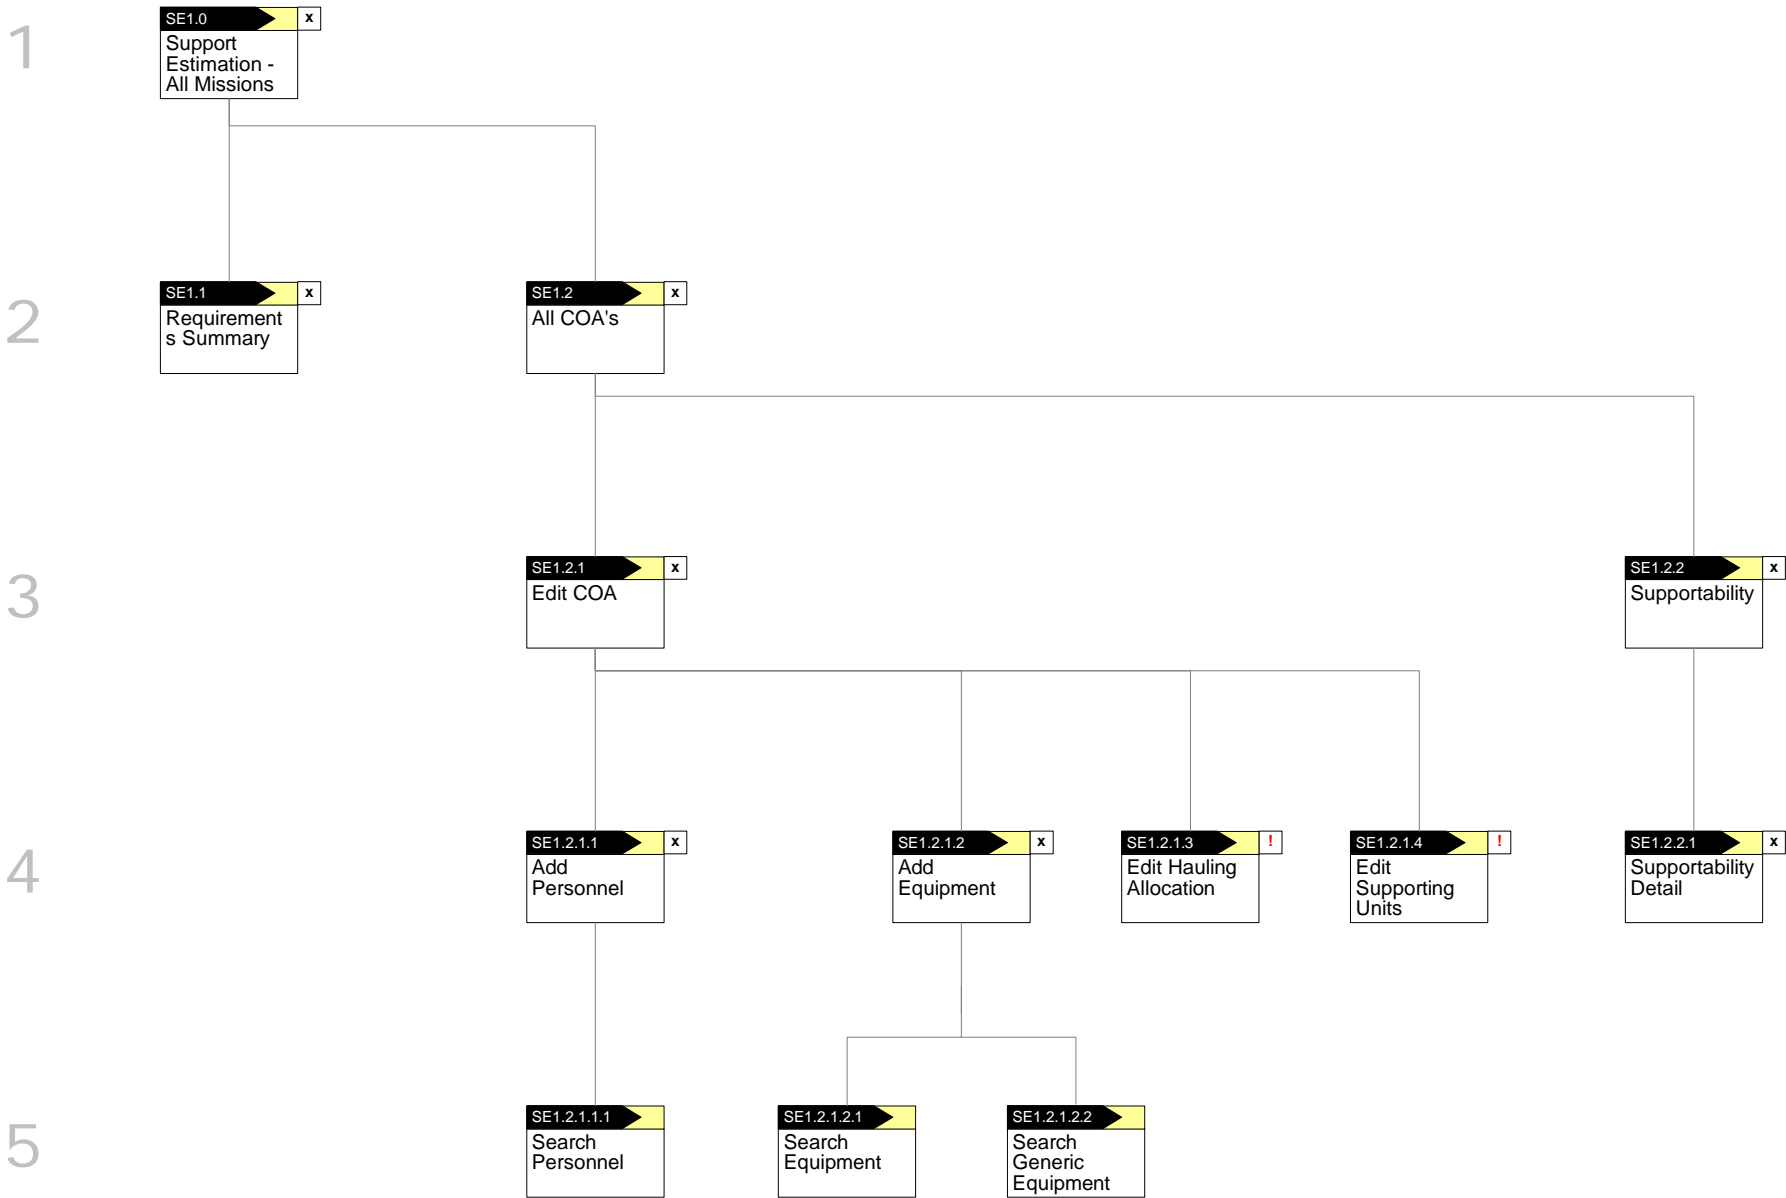 1
SE1.0
x
Support
Estimation -
All Missions
2
SE1.1
x
Requirement
s Summary
SE1.2
x
All COA's
3
SE1.2.1
x
Edit COA
SE1.2.2
x
Supportability
4
SE1.2.1.1
x
Add
Personnel
SE1.2.1.2
x
Add
Equipment
SE1.2.1.3
!
Edit Hauling
Allocation
SE1.2.1.4
!
Edit
Supporting
Units
SE1.2.2.1
x
Supportability
Detail
5
SE1.2.1.1.1
Search
Personnel
SE1.2.1.2.1
Search
Equipment
SE1.2.1.2.2
Search
Generic
Equipment